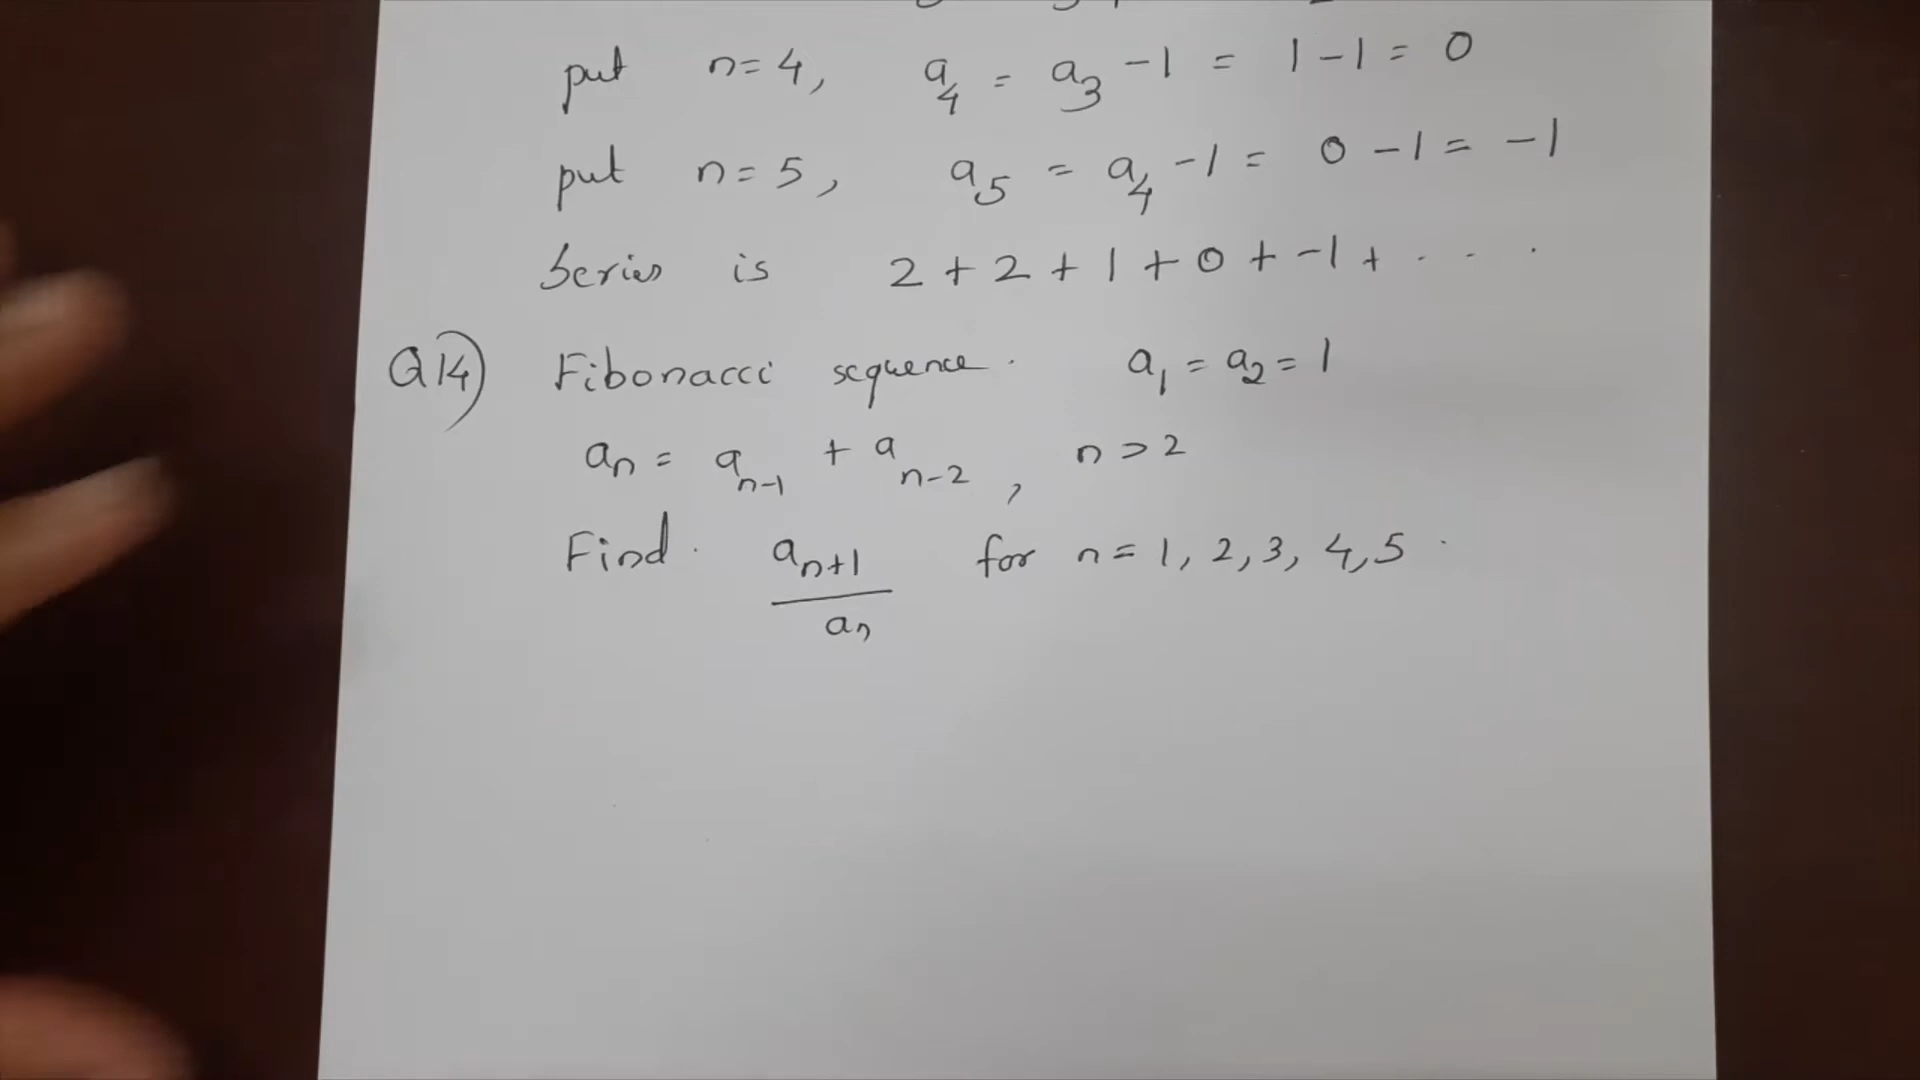 put n=4, a₄ = a₃ -1 = 1-1 = 0
put n=5, a₅ = a₄ -1 = 0-1 = -1
Series is 2+2+1+0+-1+ . . .
Q14) Fibonacci sequence. a₁ = a₂ = 1
aₙ = aₙ₋₁ + aₙ₋₂, n>2
Find. aₙ₊₁ for n=1, 2, 3, 4, 5.
aₙ